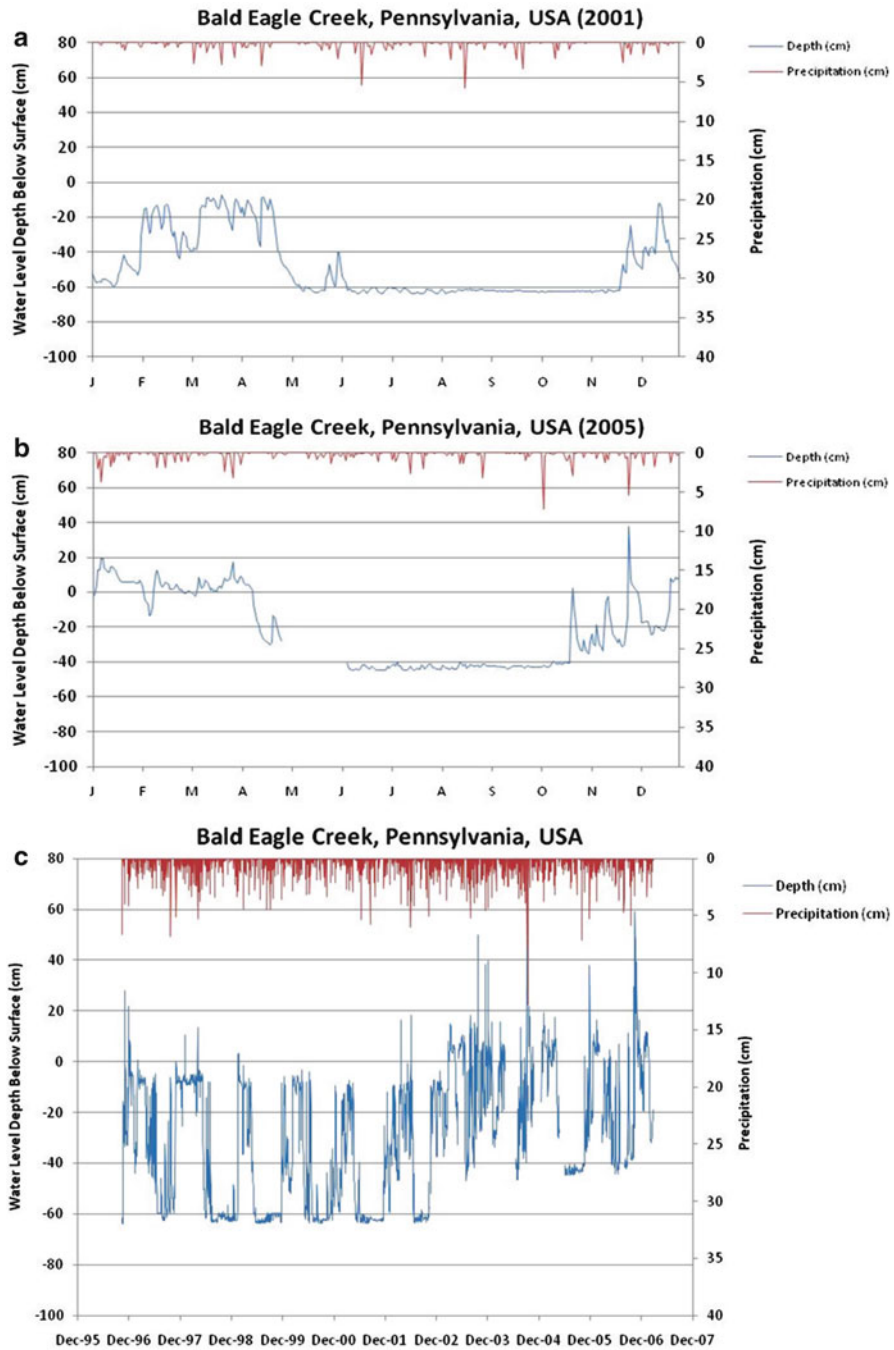 Bald Eagle Creek, Pennsylvania, USA (2001)
a
Water Level Depth Below Surface (cm)
80
60
40
20
0
-20
-40
-60
-80
-100
J F M A M J J A S O N D
0
5
10
15
20
25
30
35
40
Precipitation (cm)
Depth (cm)
Precipitation (cm)
Bald Eagle Creek, Pennsylvania, USA (2005)
b
Water Level Depth Below Surface (cm)
80
60
40
20
0
-20
-40
-60
-80
-100
J F M A M J J A S O N D
0
5
10
15
20
25
30
35
40
Precipitation (cm)
Depth (cm)
Precipitation (cm)
Bald Eagle Creek, Pennsylvania, USA
c
Water Level Depth Below Surface (cm)
80
60
40
20
0
-20
-40
-60
-80
-100
Dec-95 Dec-96 Dec-97 Dec-98 Dec-99 Dec-00 Dec-01 Dec-02 Dec-03 Dec-04 Dec-05 Dec-06 Dec-07
0
5
10
15
20
25
30
35
40
Precipitation (cm)
Depth (cm)
Precipitation (cm)